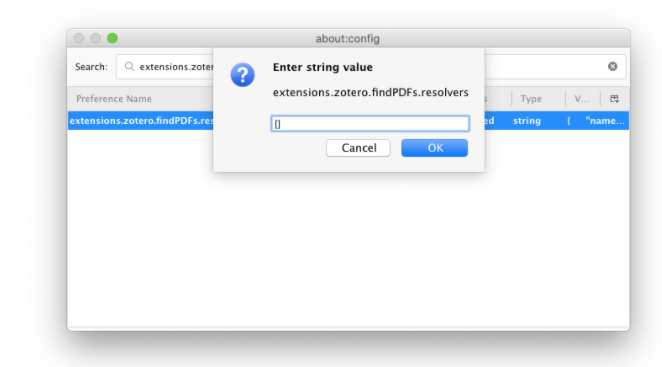 about:config
Search: extensions.zoter
Enter string value
extensions.zotero.findPDFs.resolvers
Preference Name s Type V...
extensions.zotero.findPDFs.res ed string { "name...
[]
Cancel OK